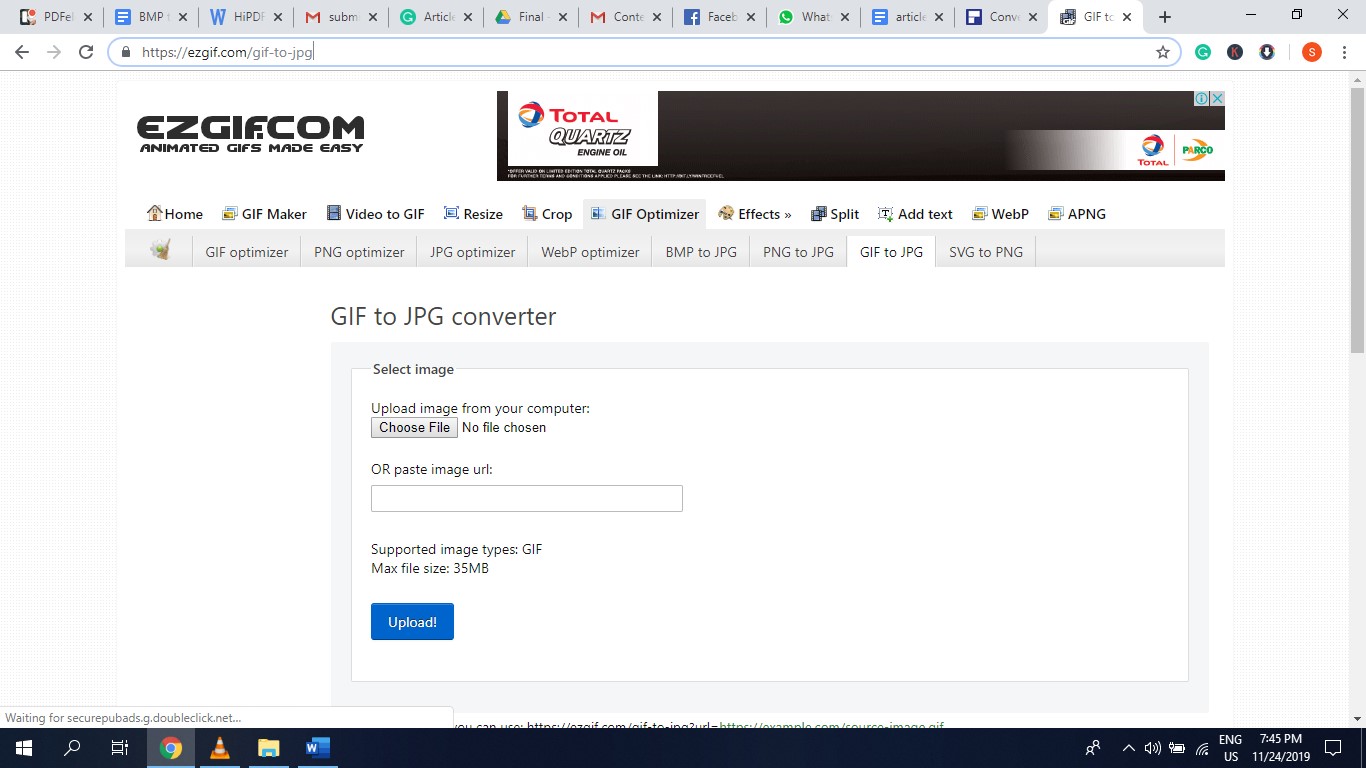 PDFel
BMP t
HiPDF
subm
Article
Final -
Conte
Faceb
Whats
article
Conve
GIF to
https://ezgif.com/gif-to-jpg
S
EZGIF.COM
ANIMATED GIFS MADE EASY
TOTAL
QUARTZ
ENGINE OIL
TOTAL
PARCO
Home
GIF Maker
Video to GIF
Resize
Crop
GIF Optimizer
Effects »
Split
Add text
WebP
APNG
GIF optimizer
PNG optimizer
JPG optimizer
WebP optimizer
BMP to JPG
PNG to JPG
GIF to JPG
SVG to PNG
GIF to JPG converter
Select image
Upload image from your computer:
Choose File No file chosen
OR paste image url:
Supported image types: GIF
Max file size: 35MB
Upload!
you can use: https://ezgif.com/gif-to-jpg?url=https://example.com/source-image.gif
Waiting for securepubads.g.doubleclick.net...
ENG
US
7:45 PM
11/24/2019